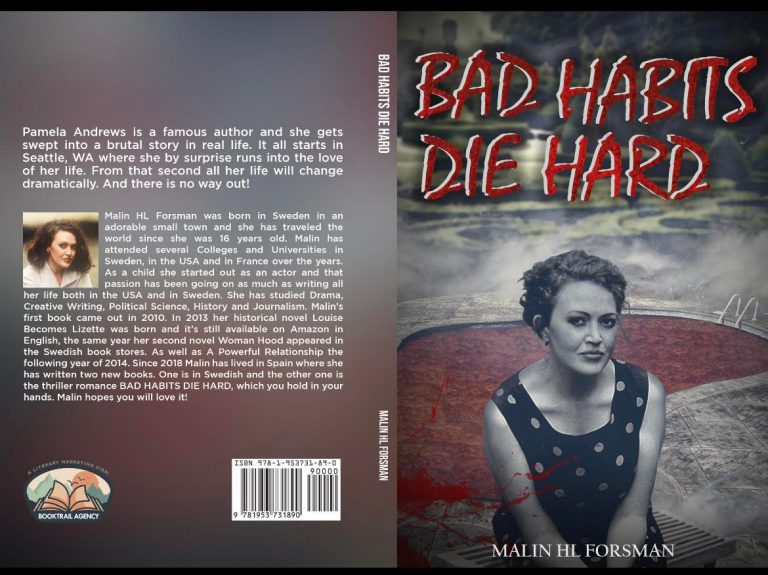 Pamela Andrews is a famous author and she gets
swept into a brutal story in real life. It all starts in
Seattle, WA where she by surprise runs into the love
of her life. From that second all her life will change
dramatically. And there is no way out!
Malin HL Forsman was born in Sweden in an
adorable small town and she has traveled the
world since she was 16 years old. Malin has
attended several Colleges and Universities in
Sweden, in the USA and in France over the years.
As a child she started out as an actor and that
passion has been going on as much as writing all
her life both in the USA and in Sweden. She has studied Drama,
Creative Writing, Political Science, History and Journalism. Malin's
first book came out in 2010. In 2013 her historical novel Louise
Becomes Lizette was born and it's still available on Amazon in
English, the same year her second novel Woman Hood appeared in
the Swedish book stores. As well as A Powerful Relationship the
following year of 2014. Since 2018 Malin has lived in Spain where she
has written two new books. One is in Swedish and the other one is
the thriller romance BAD HABITS DIE HARD, which you hold in your
hands. Malin hopes you will love it!
A LITERARY MARKETING FIRM
BOOKTRAIL AGENCY
ISBN 978-1-953731-89-0
90000
9 781953 731890
BAD HABITS DIE HARD
MALIN HL FORSMAN
BAD HABITS
DIE HARD
MALIN HL FORSMAN